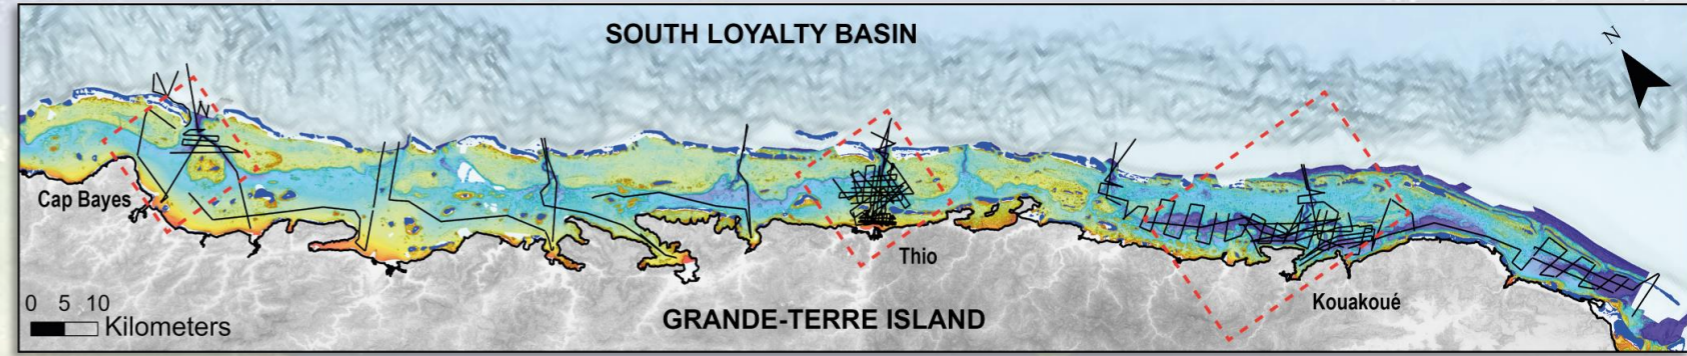 SOUTH LOYALTY BASIN
N
Cap Bayes
Thio
Kouakoué
0 5 10
Kilometers
GRANDE-TERRE ISLAND